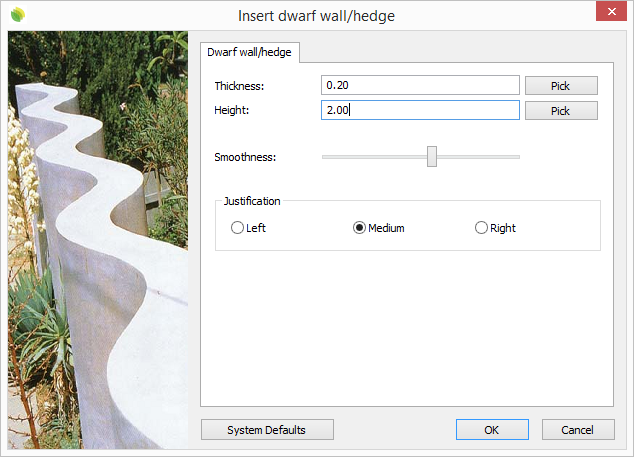 Insert dwarf wall/hedge
Dwarf wall/hedge
Thickness: 0.20 Pick
Height: 2.00 Pick
Smoothness:
Justification
Left Medium Right
System Defaults OK Cancel